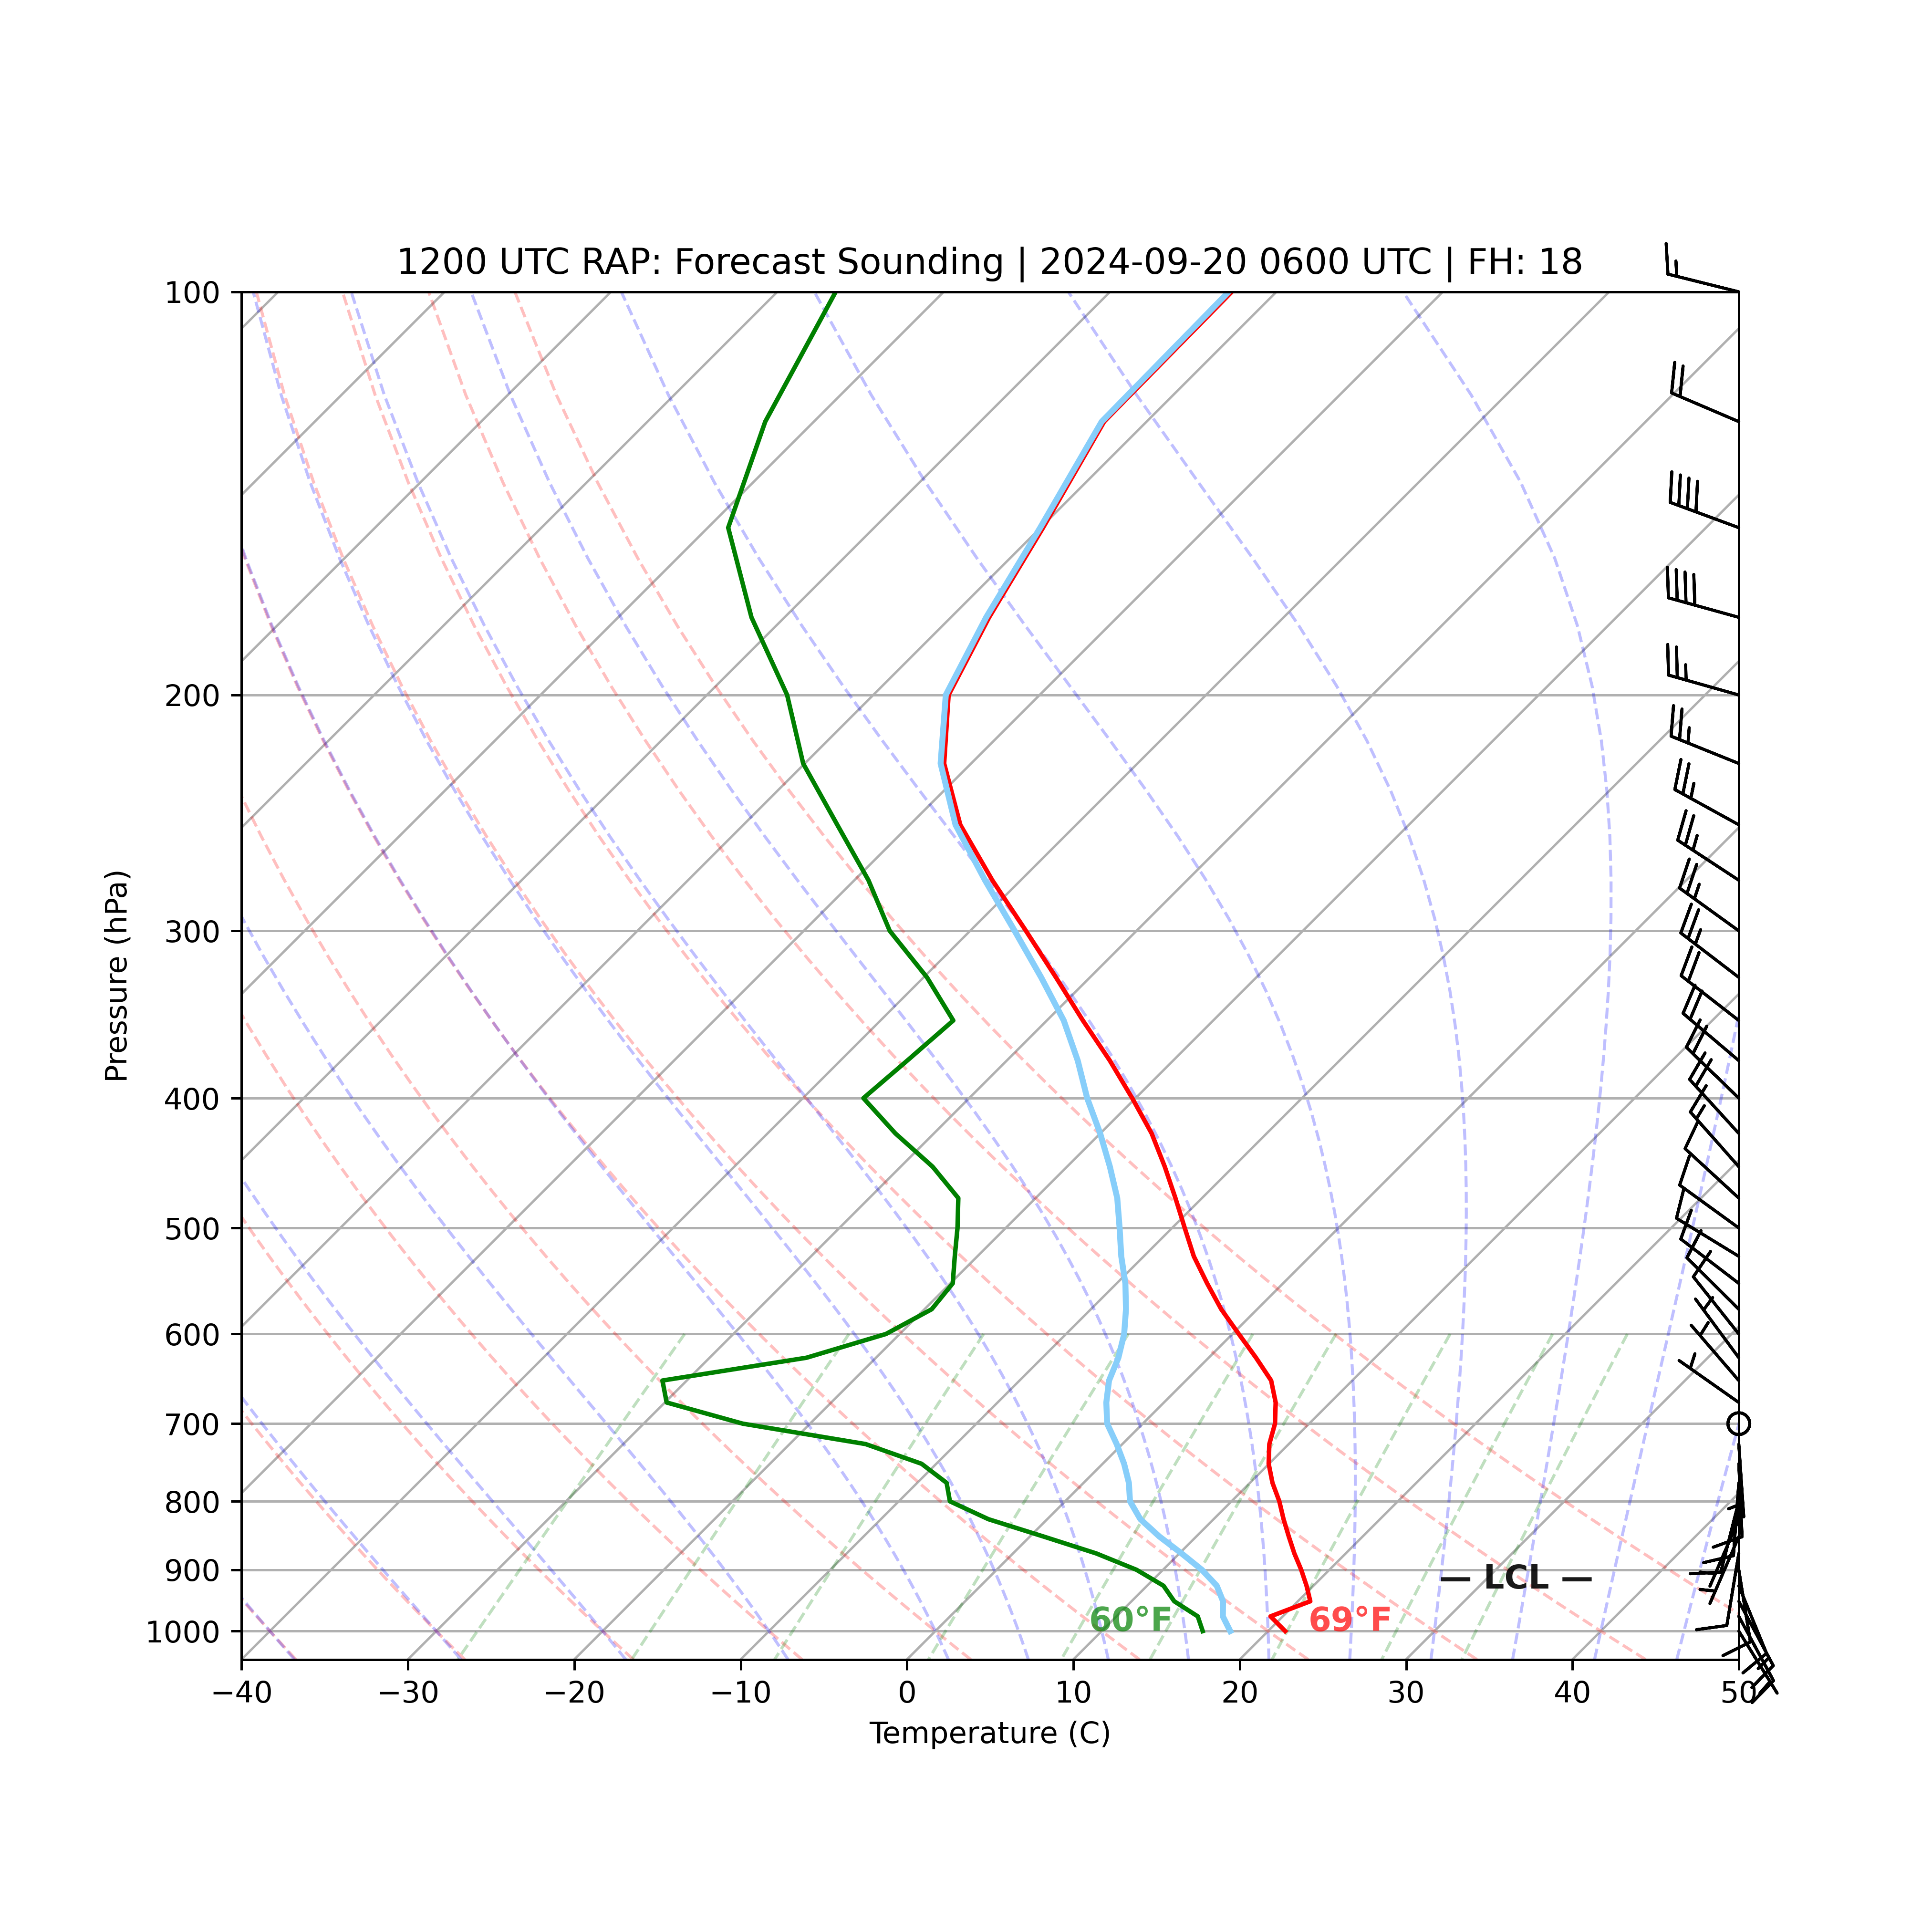 1200 UTC RAP: Forecast Sounding | 2024-09-20 0600 UTC | FH: 18
100
200
300
400
500
600
700
800
900
1000
Pressure (hPa)
— LCL —
60°F
69°F
−40 −30 −20 −10 0 10 20 30 40 50
Temperature (C)